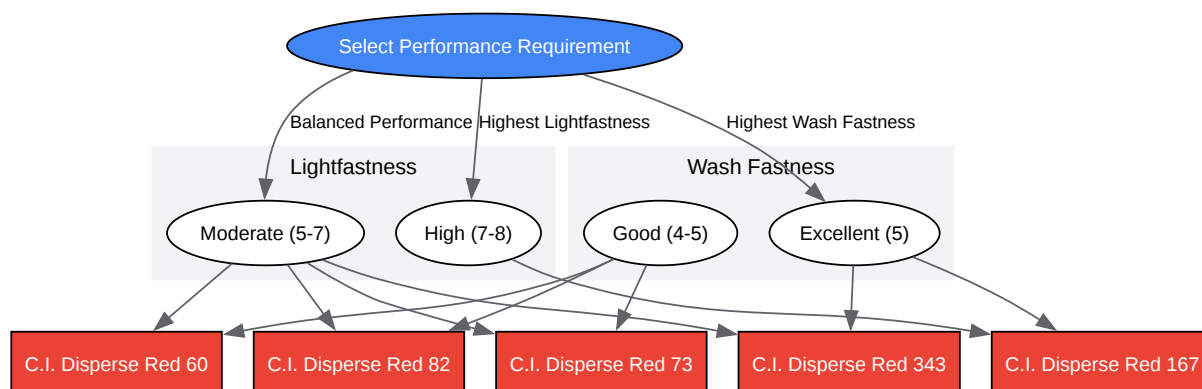 Select Performance Requirement
Balanced Performance
Highest Lightfastness
Highest Wash Fastness
Lightfastness
Wash Fastness
Moderate (5-7)
High (7-8)
Good (4-5)
Excellent (5)
C.I. Disperse Red 60
C.I. Disperse Red 82
C.I. Disperse Red 73
C.I. Disperse Red 343
C.I. Disperse Red 167